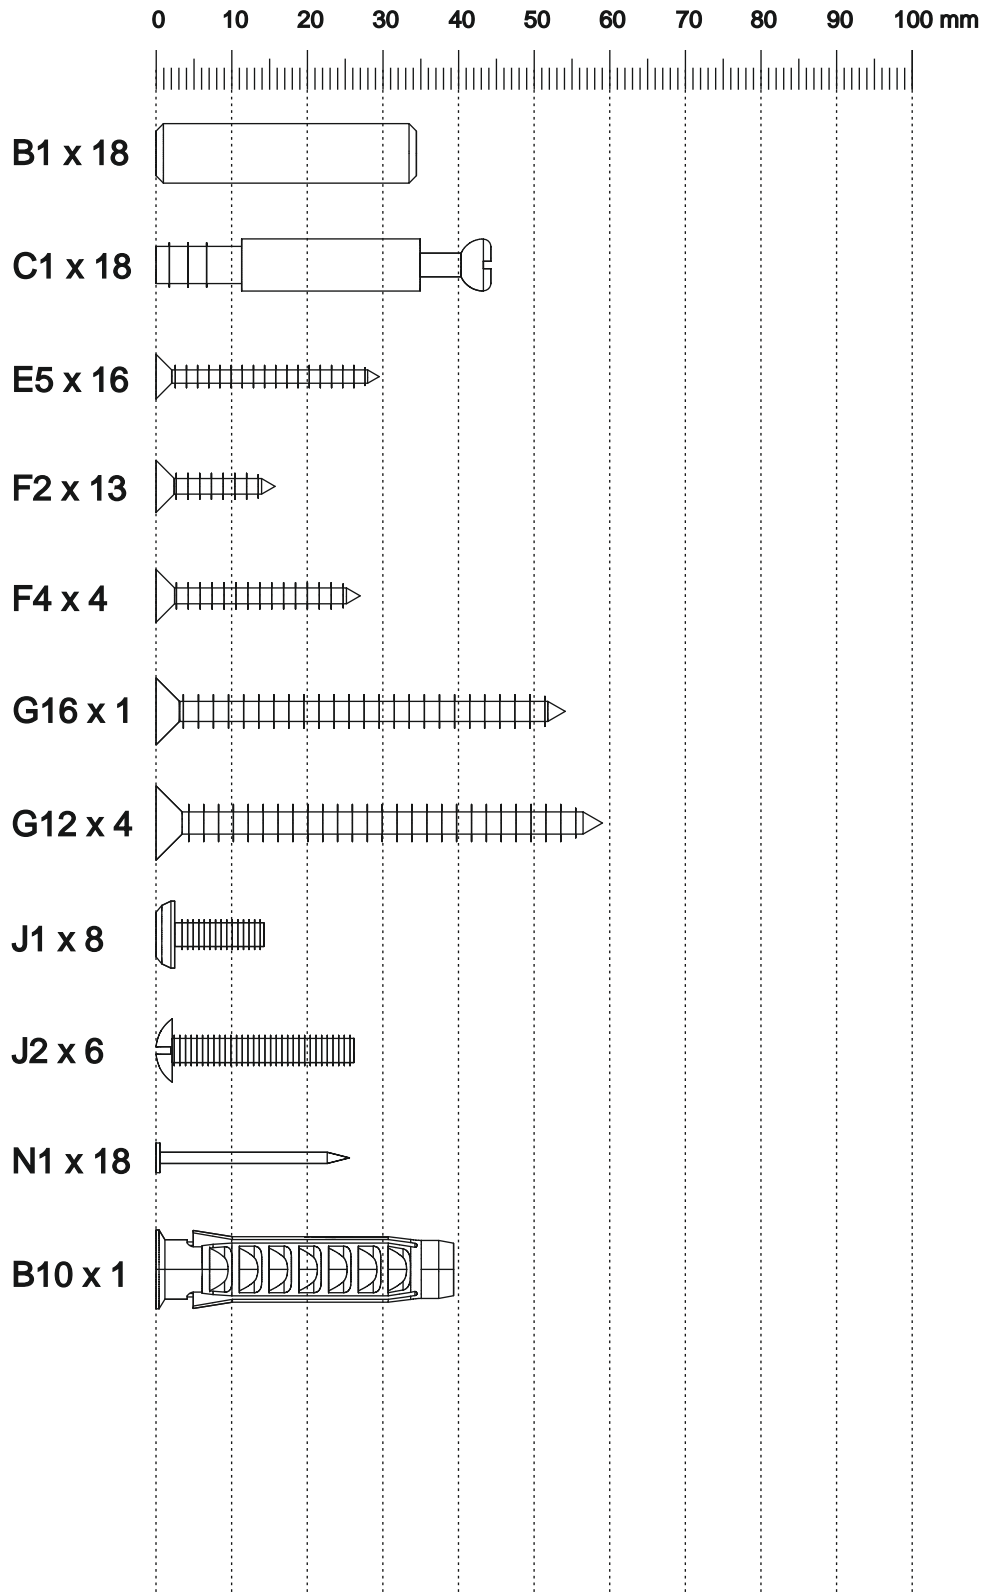 0 10 20 30 40 50 60 70 80 90 100 mm
B1 x 18
C1 x 18
E5 x 16
F2 x 13
F4 x 4
G16 x 1
G12 x 4
J1 x 8
J2 x 6
N1 x 18
B10 x 1